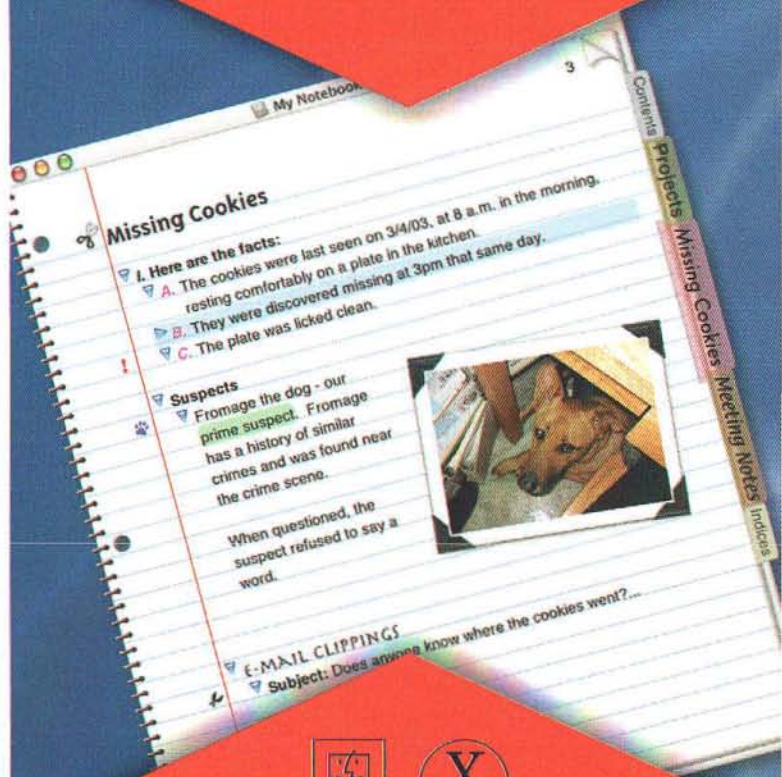 My Notebook
3
Missing Cookies
I. Here are the facts:
A. The cookies were last seen on 3/4/03, at 8 a.m. in the morning,
resting comfortably on a plate in the kitchen.
B. They were discovered missing at 3pm that same day.
C. The plate was licked clean.
!
Suspects
Fromage the dog - our
prime suspect. Fromage
has a history of similar
crimes and was found near
the crime scene.
When questioned, the
suspect refused to say a
word.
E-MAIL CLIPPINGS
Subject: Does anyone know where the cookies went?...
Contents
Projects
Missing Cookies
Meeting Notes
Indices
X